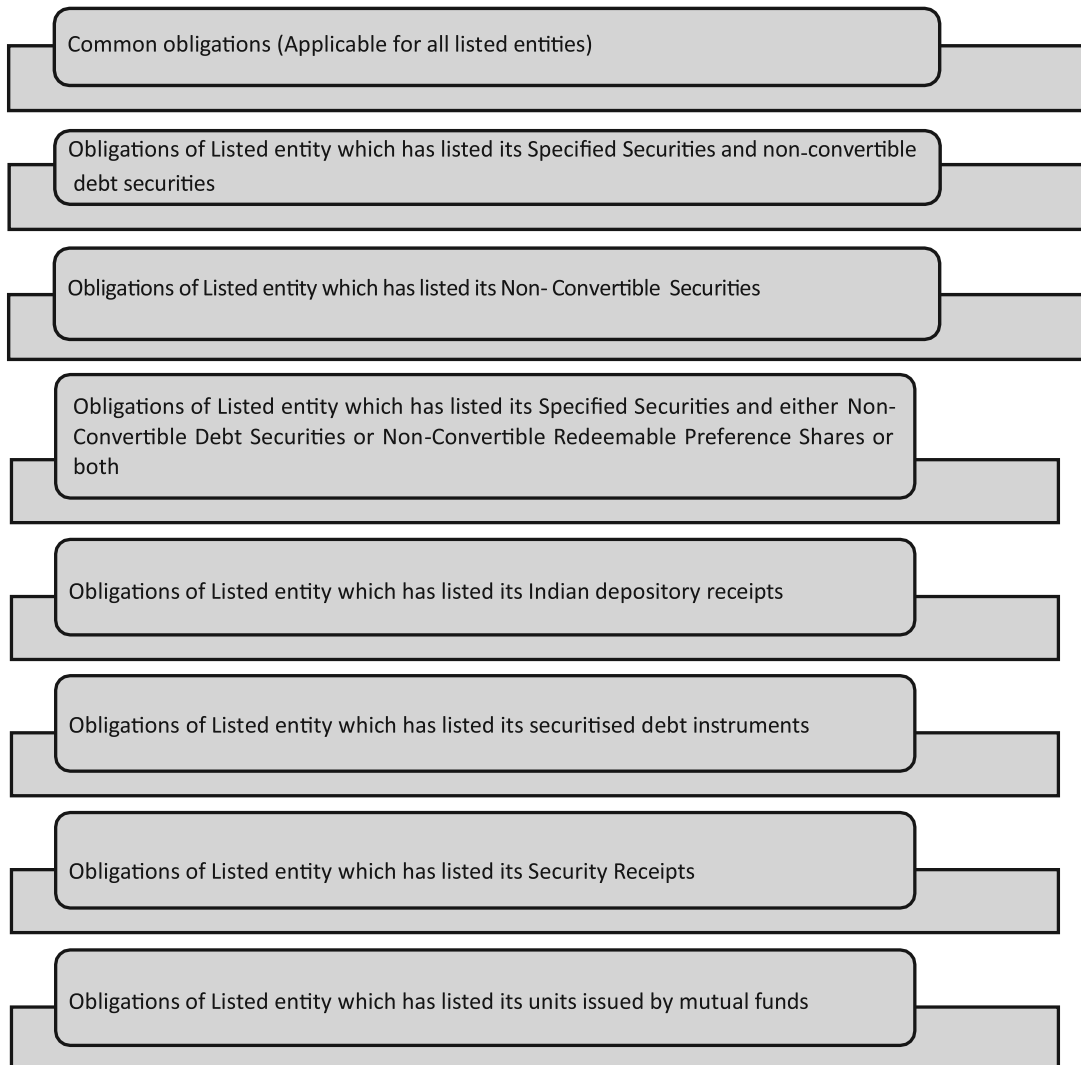 Common obligations (Applicable for all listed entities)
Obligations of Listed entity which has listed its Specified Securities and non-convertible
debt securities
Obligations of Listed entity which has listed its Non- Convertible Securities
Obligations of Listed entity which has listed its Specified Securities and either Non-
Convertible Debt Securities or Non-Convertible Redeemable Preference Shares or
both
Obligations of Listed entity which has listed its Indian depository receipts
Obligations of Listed entity which has listed its securitised debt instruments
Obligations of Listed entity which has listed its Security Receipts
Obligations of Listed entity which has listed its units issued by mutual funds